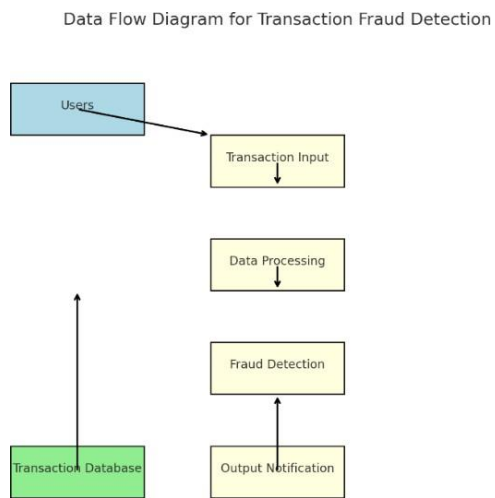 Data Flow Diagram for Transaction Fraud Detection
Users
Transaction Input
Data Processing
Fraud Detection
Transaction Database
Output Notification